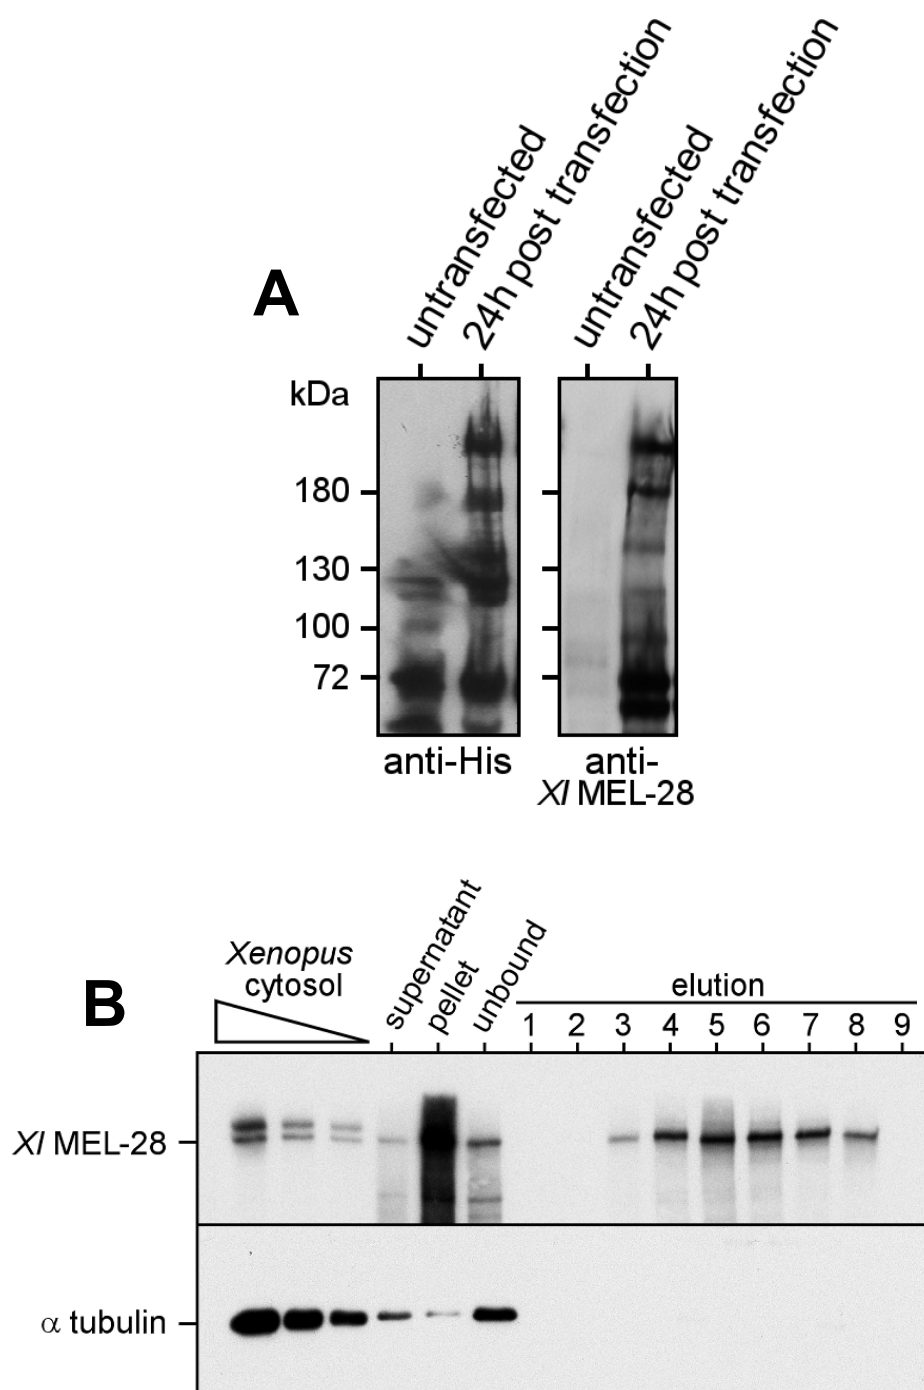 A
untransfected
24h post transfection
untransfected
24h post transfection
kDa
180
130
100
72
anti-His
anti-
Xl MEL-28
B
Xenopus
cytosol
supernatant
pellet
unbound
elution
1 2 3 4 5 6 7 8 9
Xl MEL-28
α tubulin